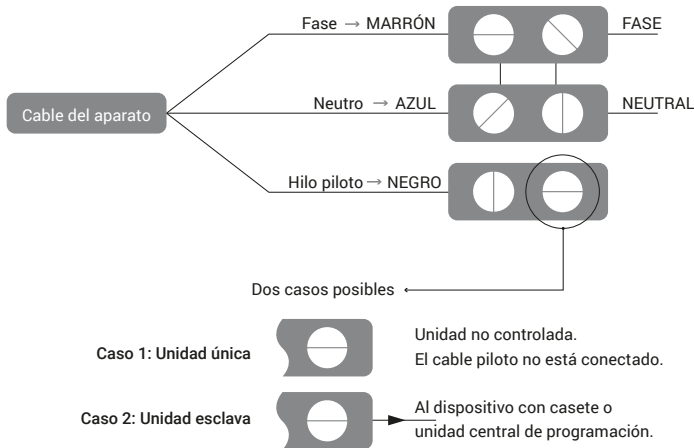 Fase → MARRÓN
FASE
Cable del aparato
Neutro → AZUL
NEUTRAL
Hilo piloto → NEGRO
Dos casos posibles
Caso 1: Unidad única
Unidad no controlada.
El cable piloto no está conectado.
Caso 2: Unidad esclava
Al dispositivo con casete o
unidad central de programación.